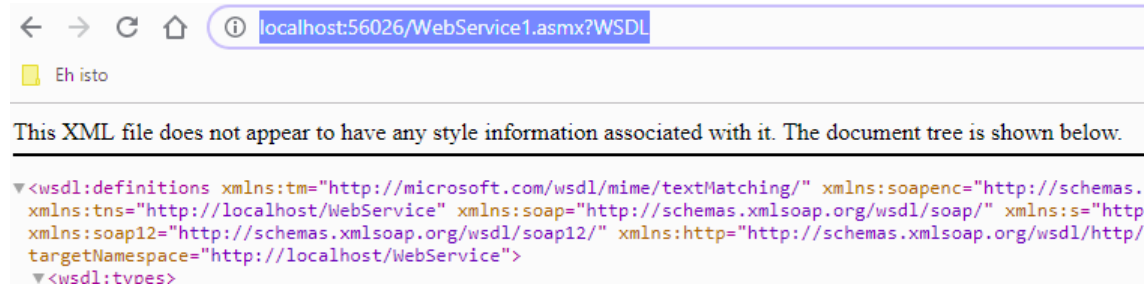 localhost:56026/WebService1.asmx?WSDL
Eh isto
This XML file does not appear to have any style information associated with it. The document tree is shown below.
▼<wsdl:definitions xmlns:tm="http://microsoft.com/wsdl/mime/textMatching/" xmlns:soapenc="http://schemas.
xmlns:tns="http://localhost/WebService" xmlns:soap="http://schemas.xmlsoap.org/wsdl/soap/" xmlns:s="http
xmlns:soap12="http://schemas.xmlsoap.org/wsdl/soap12/" xmlns:http="http://schemas.xmlsoap.org/wsdl/http/
targetNamespace="http://localhost/WebService">
▼<wsdl:types>